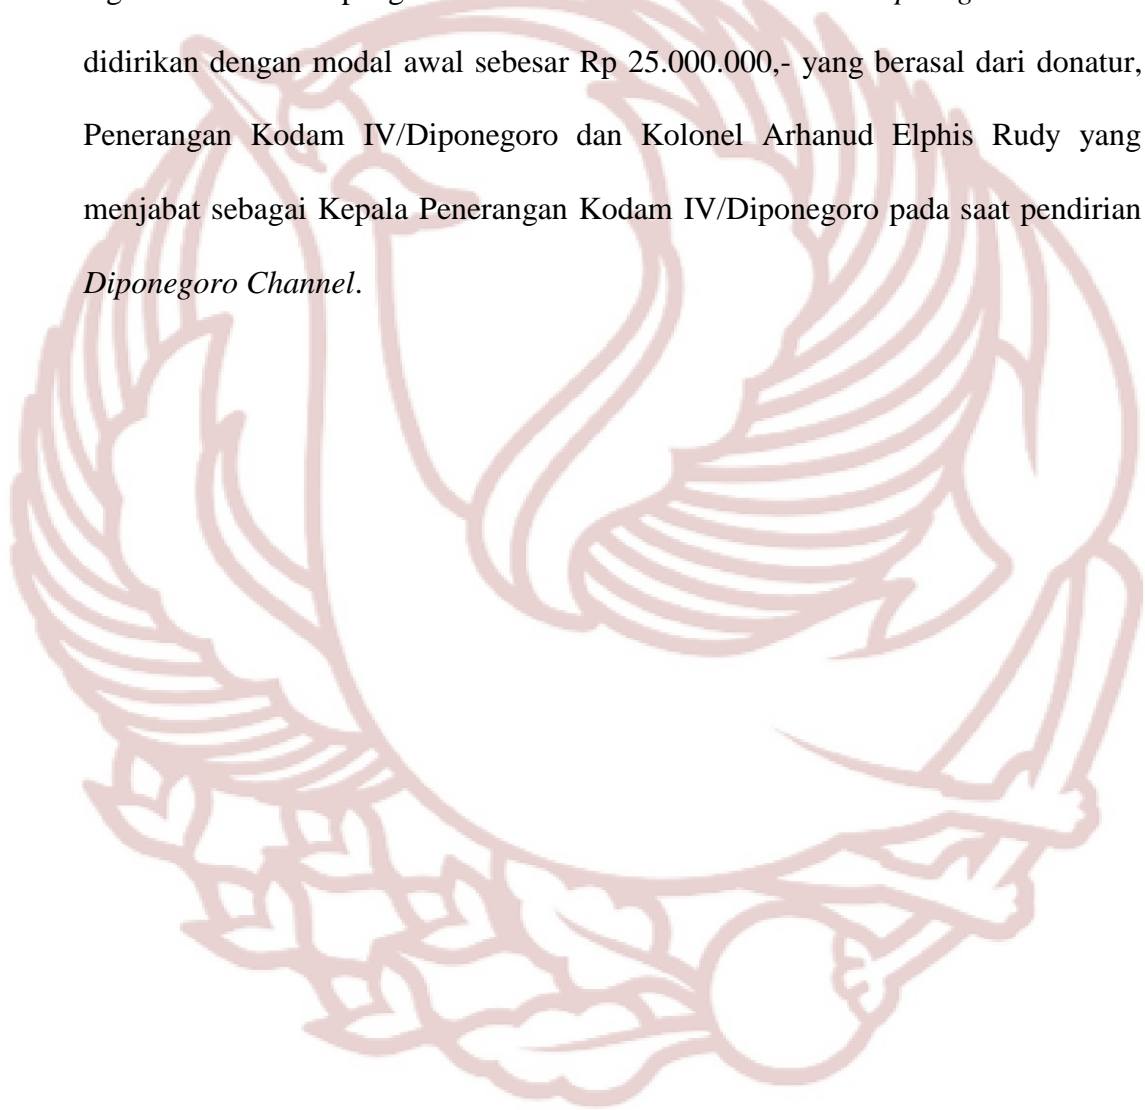 didirikan dengan modal awal sebesar Rp 25.000.000,- yang berasal dari donatur,
Penerangan Kodam IV/Diponegoro dan Kolonel Arhanud Elphis Rudy yang
menjabat sebagai Kepala Penerangan Kodam IV/Diponegoro pada saat pendirian
Diponegoro Channel.